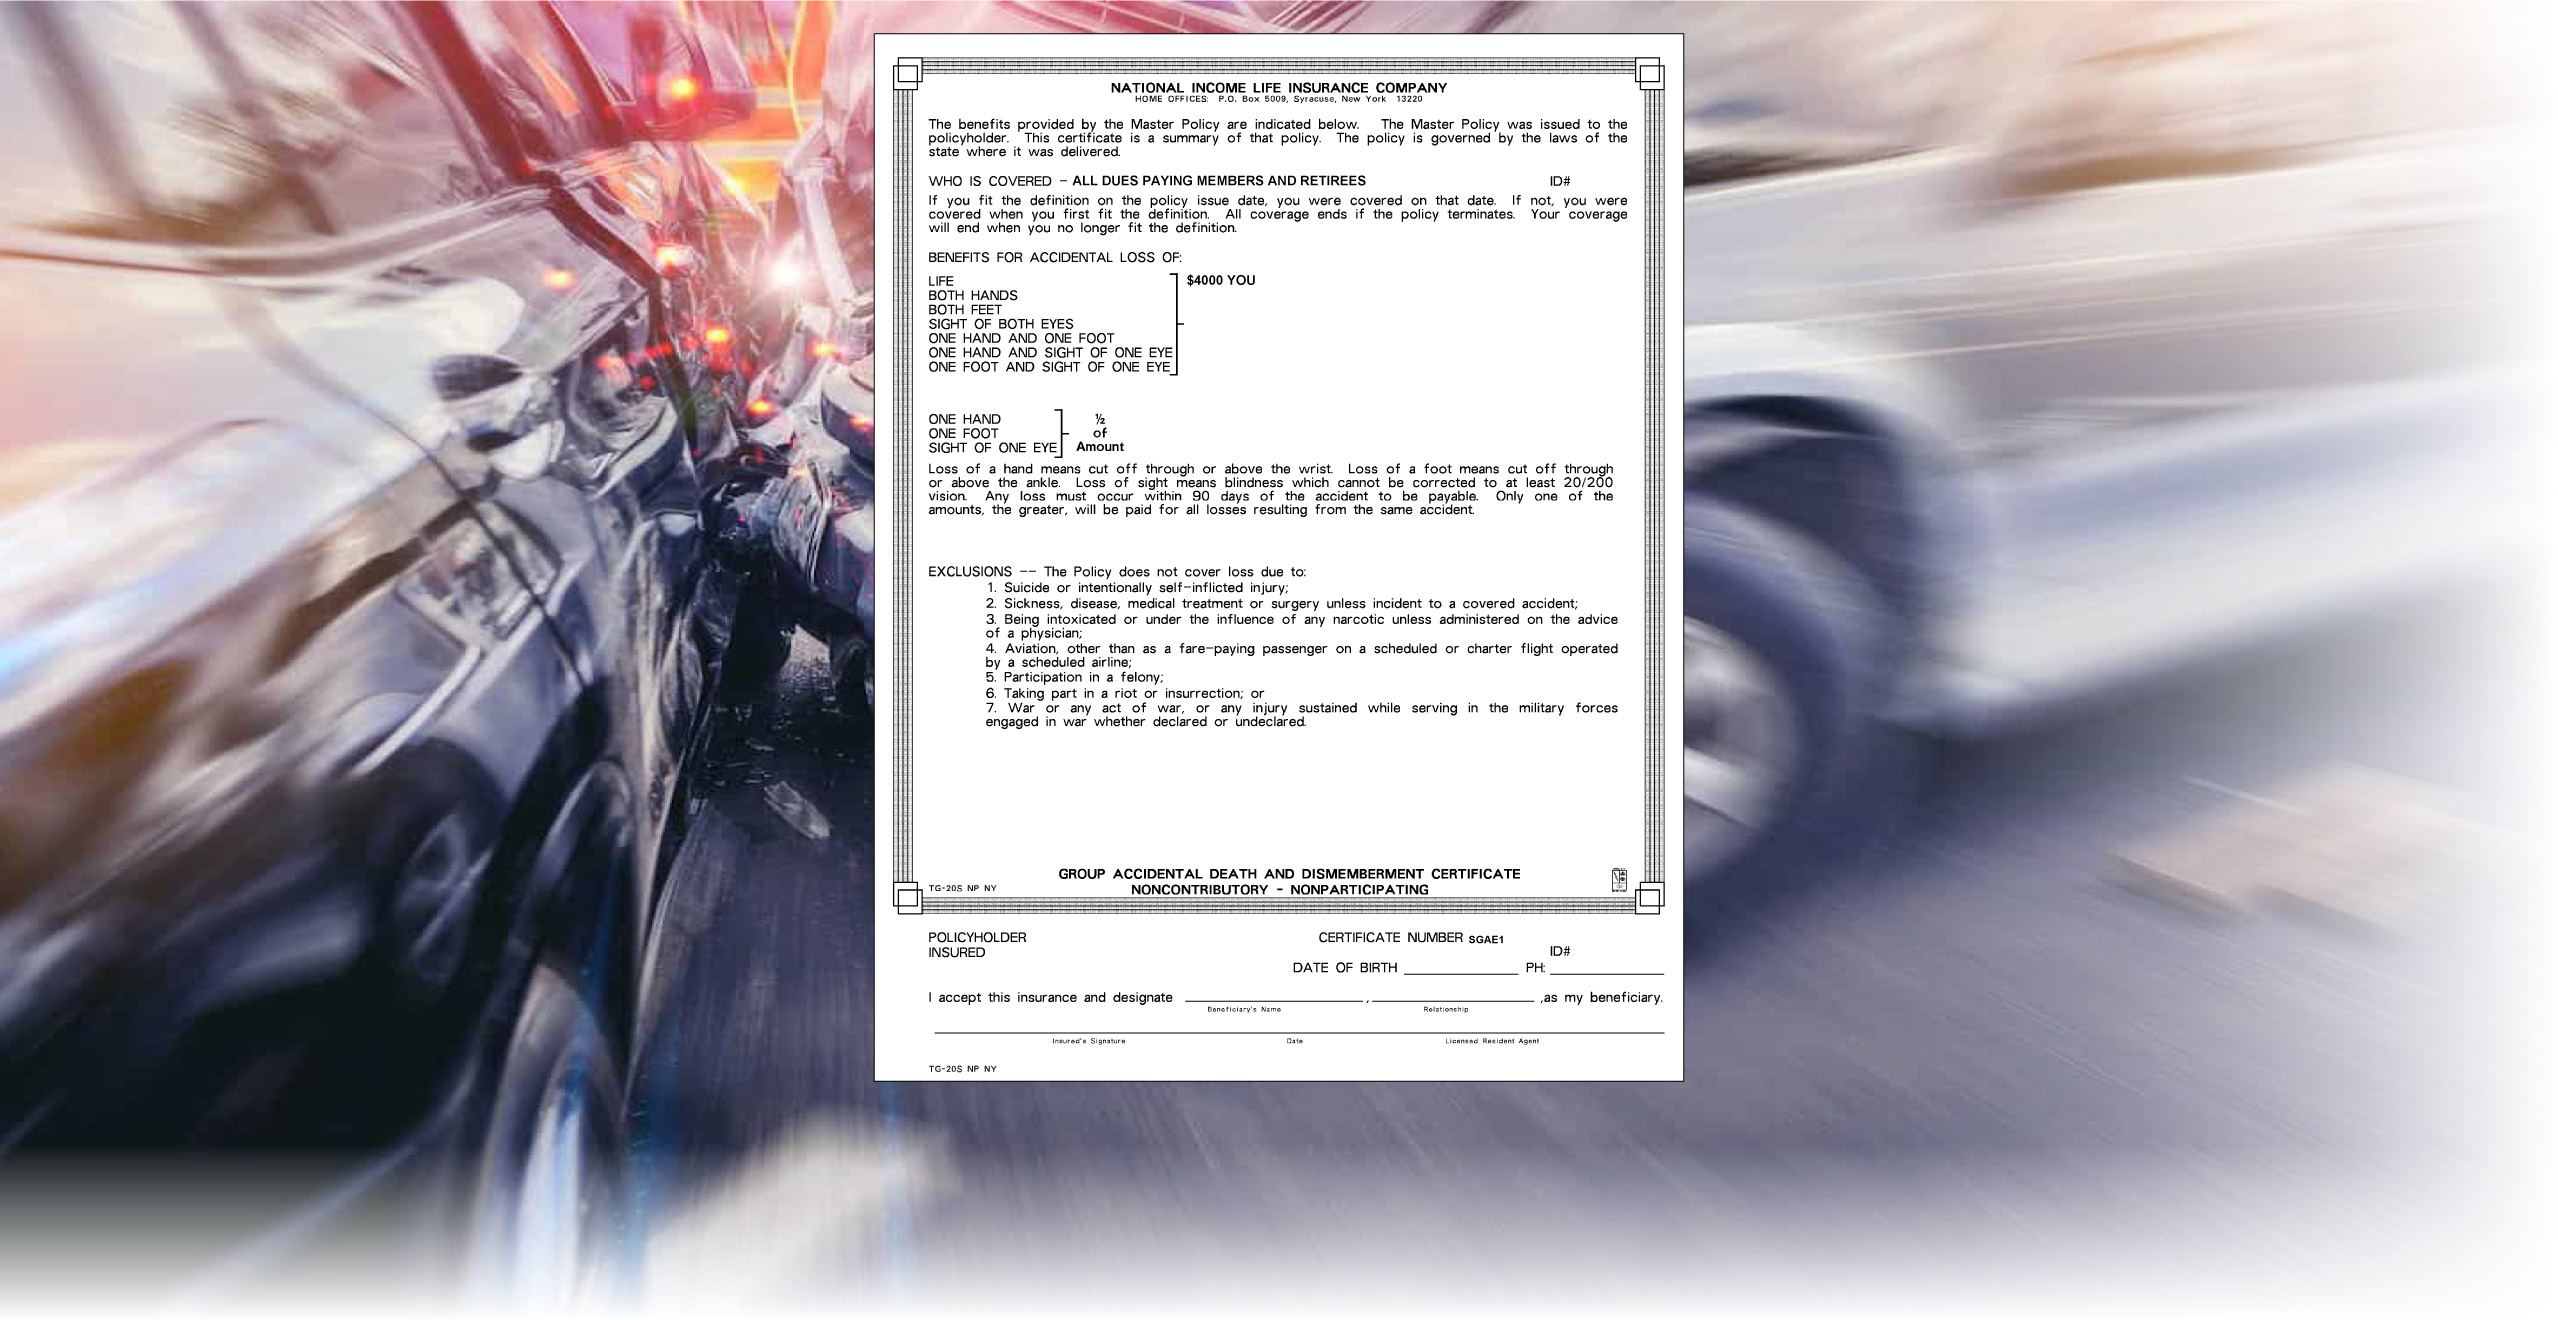 NATIONAL INCOME LIFE INSURANCE COMPANY
HOME OFFICES: P.O. Box 5009, Syracuse, New York 13220
The benefits provided by the Master Policy are indicated below. The Master Policy was issued to the
policyholder. This certificate is a summary of that policy. The policy is governed by the laws of the
state where it was delivered.
WHO IS COVERED – ALL DUES PAYING MEMBERS AND RETIREES ID#
If you fit the definition on the policy issue date, you were covered on that date. If not, you were
covered when you first fit the definition. All coverage ends if the policy terminates. Your coverage
will end when you no longer fit the definition.
BENEFITS FOR ACCIDENTAL LOSS OF:
LIFE $4000 YOU
BOTH HANDS
BOTH FEET
SIGHT OF BOTH EYES
ONE HAND AND ONE FOOT
ONE HAND AND SIGHT OF ONE EYE
ONE FOOT AND SIGHT OF ONE EYE
ONE HAND ½
ONE FOOT of
SIGHT OF ONE EYE Amount
Loss of a hand means cut off through or above the wrist. Loss of a foot means cut off through
or above the ankle. Loss of sight means blindness which cannot be corrected to at least 20/200
vision. Any loss must occur within 90 days of the accident to be payable. Only one of the
amounts, the greater, will be paid for all losses resulting from the same accident.
EXCLUSIONS –– The Policy does not cover loss due to:
1. Suicide or intentionally self–inflicted injury;
2. Sickness, disease, medical treatment or surgery unless incident to a covered accident;
3. Being intoxicated or under the influence of any narcotic unless administered on the advice
of a physician;
4. Aviation, other than as a fare–paying passenger on a scheduled or charter flight operated
by a scheduled airline;
5. Participation in a felony;
6. Taking part in a riot or insurrection; or
7. War or any act of war, or any injury sustained while serving in the military forces
engaged in war whether declared or undeclared.
GROUP ACCIDENTAL DEATH AND DISMEMBERMENT CERTIFICATE
TG-20S NP NY NONCONTRIBUTORY – NONPARTICIPATING
POLICYHOLDER CERTIFICATE NUMBER SGAE1
INSURED ID#
DATE OF BIRTH PH:
I accept this insurance and designate , ,as my beneficiary.
Beneficiary's Name Relationship
Insured's Signature Date Licensed Resident Agent
TG-20S NP NY